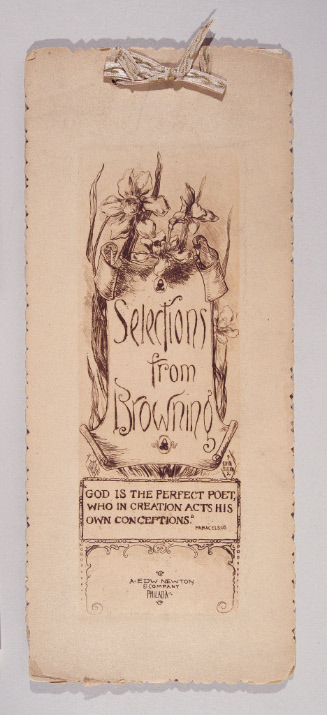 Selections
from
Browning
"GOD IS THE PERFECT POET,
WHO IN CREATION ACTS HIS
OWN CONCEPTIONS."
PARACELSUS
A·EDW·NEWTON
& COMPANY
PHILADA